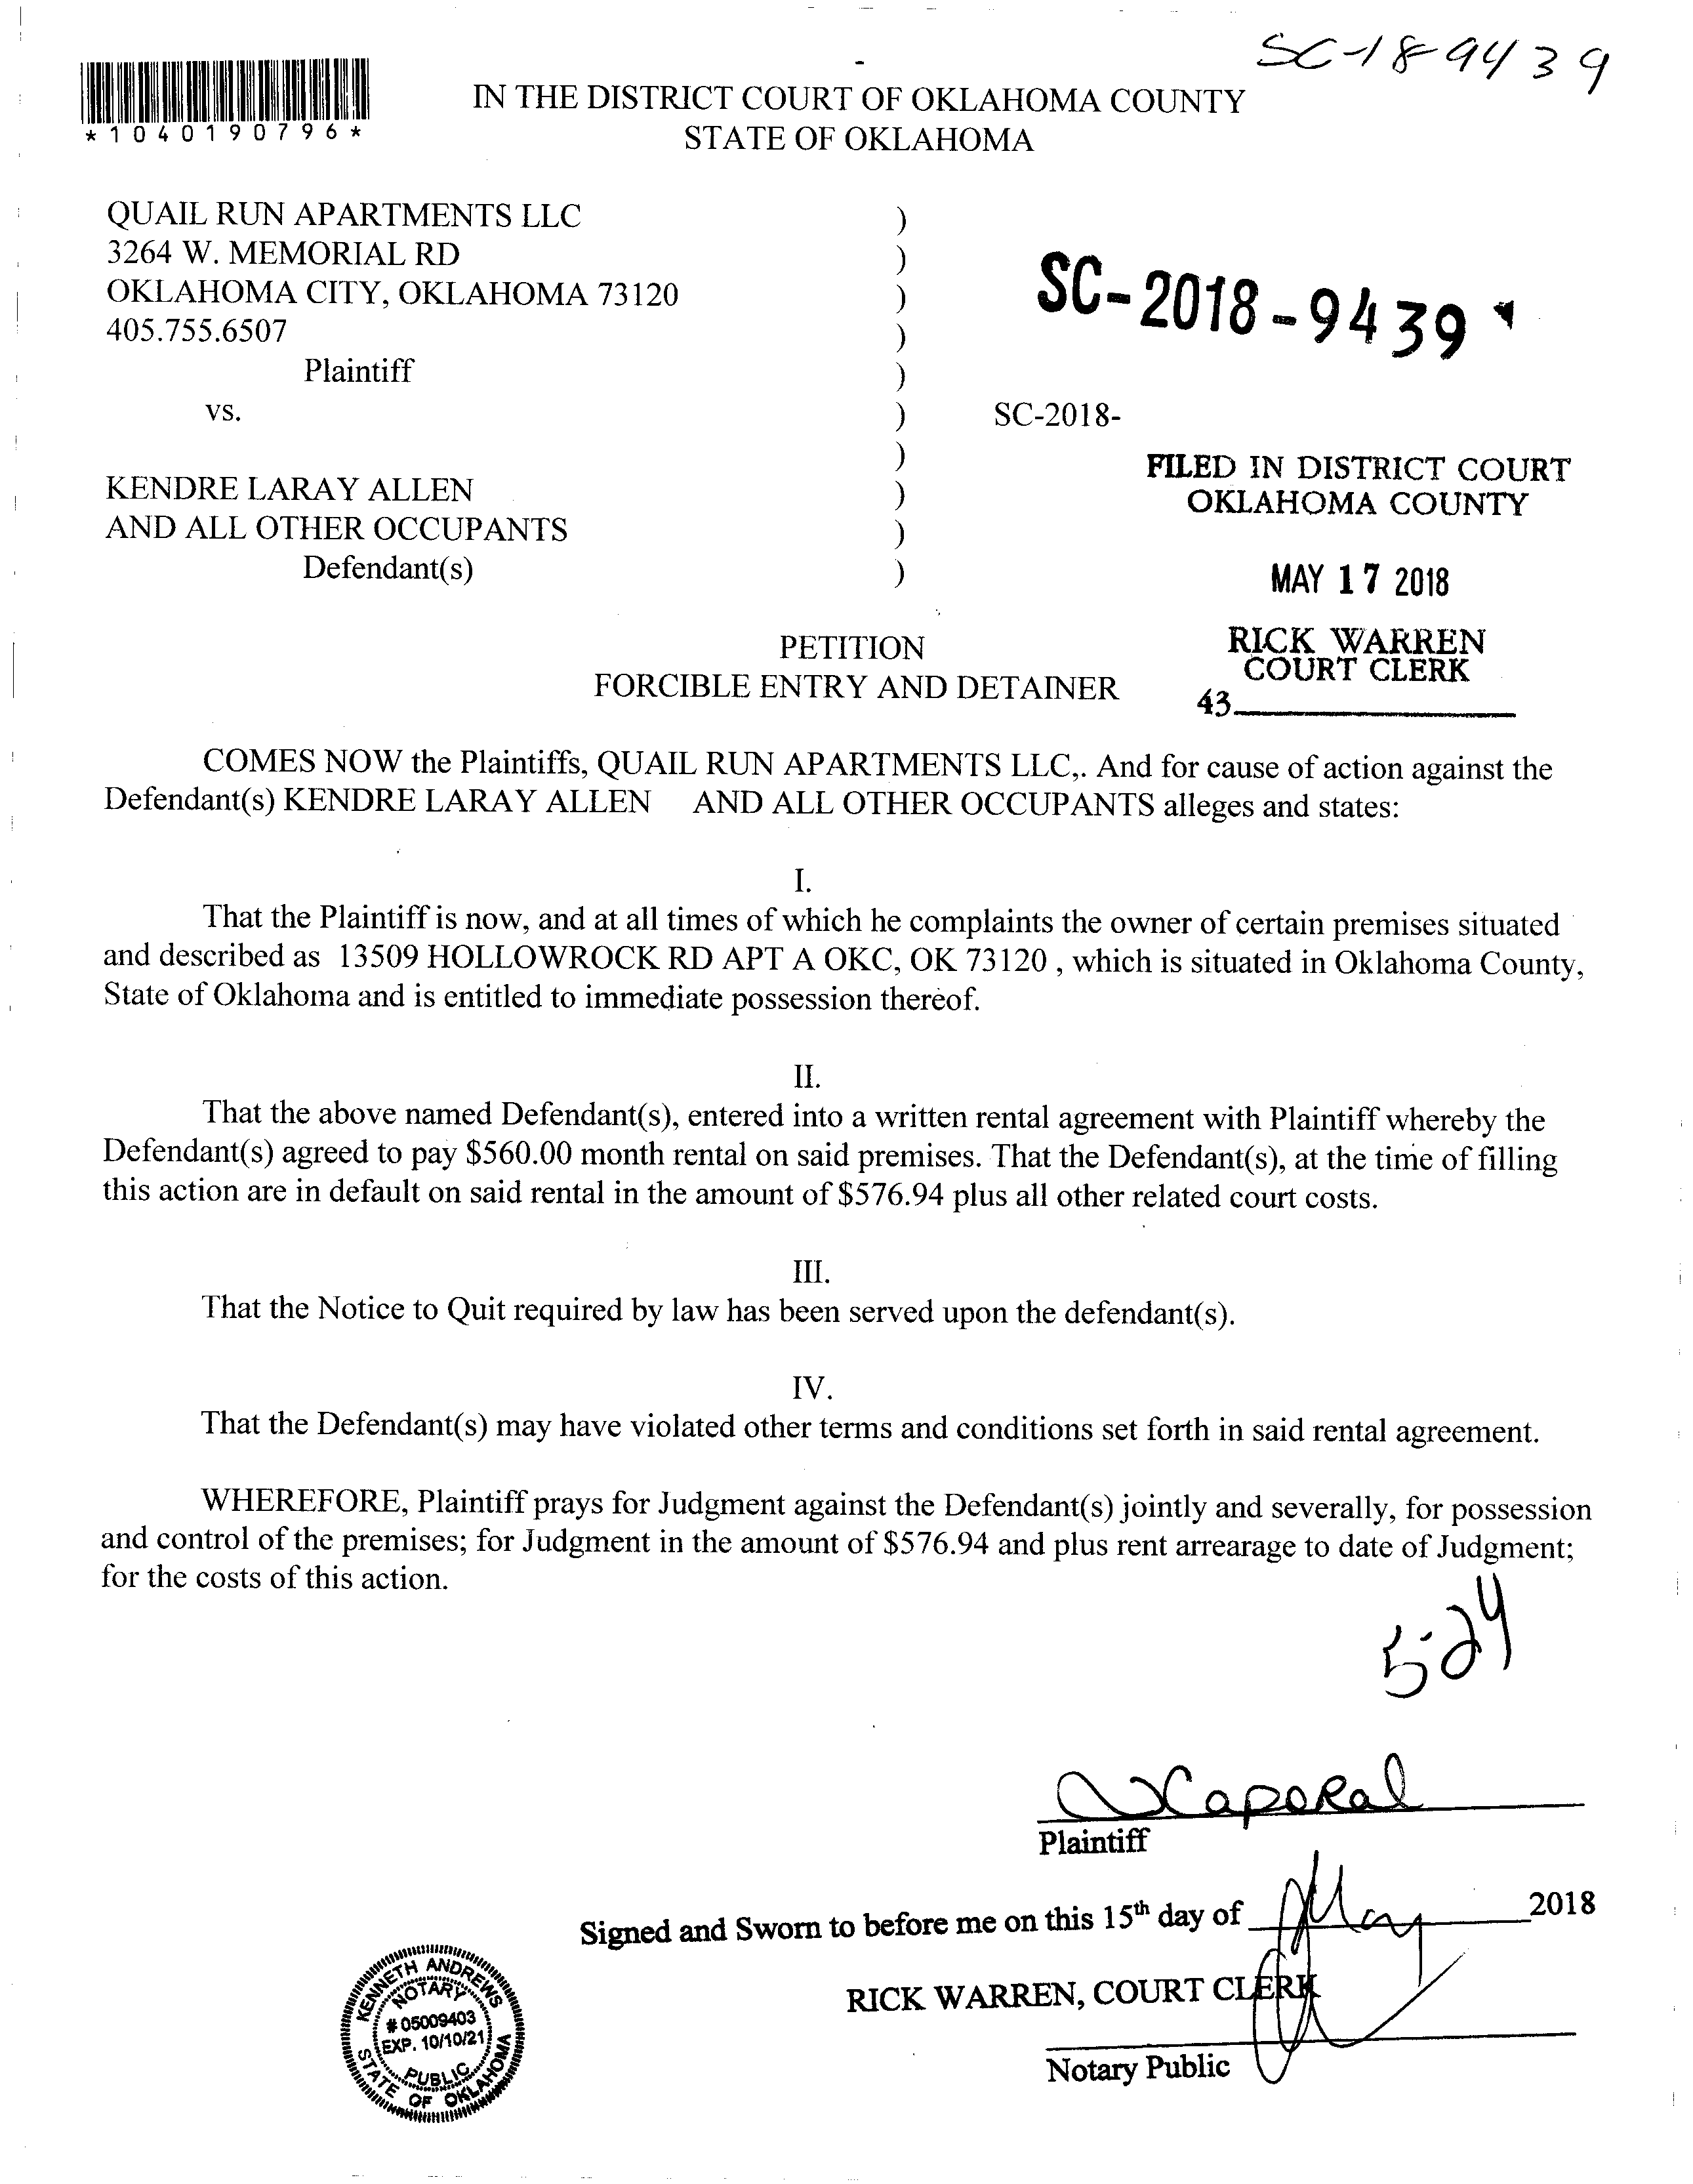 SC-18-9439
*1040190796*
IN THE DISTRICT COURT OF OKLAHOMA COUNTY
STATE OF OKLAHOMA
QUAIL RUN APARTMENTS LLC )
3264 W. MEMORIAL RD )
OKLAHOMA CITY, OKLAHOMA 73120 )
405.755.6507 )
Plaintiff )
SC-2018-9439
vs. ) SC-2018-
)
KENDRE LARAY ALLEN )
AND ALL OTHER OCCUPANTS )
Defendant(s) )
FILED IN DISTRICT COURT
OKLAHOMA COUNTY
MAY 17 2018
RICK WARREN
COURT CLERK
43
PETITION
FORCIBLE ENTRY AND DETAINER
COMES NOW the Plaintiffs, QUAIL RUN APARTMENTS LLC,. And for cause of action against the
Defendant(s) KENDRE LARAY ALLEN AND ALL OTHER OCCUPANTS alleges and states:
I.
That the Plaintiff is now, and at all times of which he complaints the owner of certain premises situated
and described as 13509 HOLLOWROCK RD APT A OKC, OK 73120 , which is situated in Oklahoma County,
State of Oklahoma and is entitled to immediate possession thereof.
II.
That the above named Defendant(s), entered into a written rental agreement with Plaintiff whereby the
Defendant(s) agreed to pay $560.00 month rental on said premises. That the Defendant(s), at the time of filling
this action are in default on said rental in the amount of $576.94 plus all other related court costs.
III.
That the Notice to Quit required by law has been served upon the defendant(s).
IV.
That the Defendant(s) may have violated other terms and conditions set forth in said rental agreement.
WHEREFORE, Plaintiff prays for Judgment against the Defendant(s) jointly and severally, for possession
and control of the premises; for Judgment in the amount of $576.94 and plus rent arrearage to date of Judgment;
for the costs of this action.
5-24
Caporal
Plaintiff
Signed and Sworn to before me on this 15th day of May 2018
RICK WARREN, COURT CLERK
Notary Public
KENNETH ANDREWS
NOTARY
# 05009403
EXP. 10/10/21
PUBLIC
STATE OF OKLAHOMA